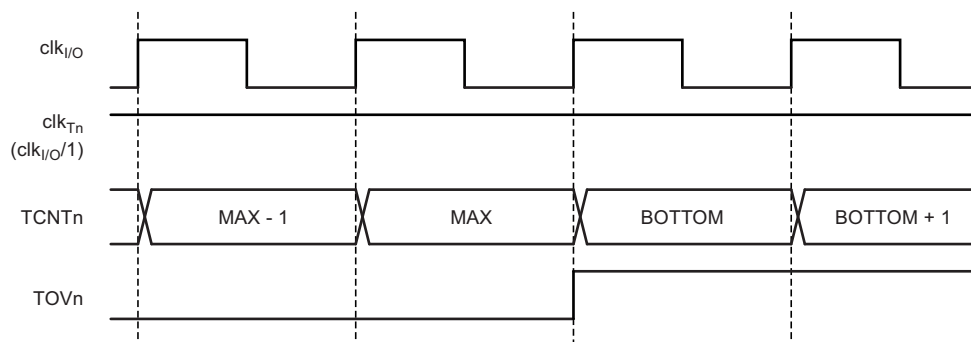 clkI/O
clkTn
(clkI/O/1)
TCNTn MAX - 1 MAX BOTTOM BOTTOM + 1
TOVn